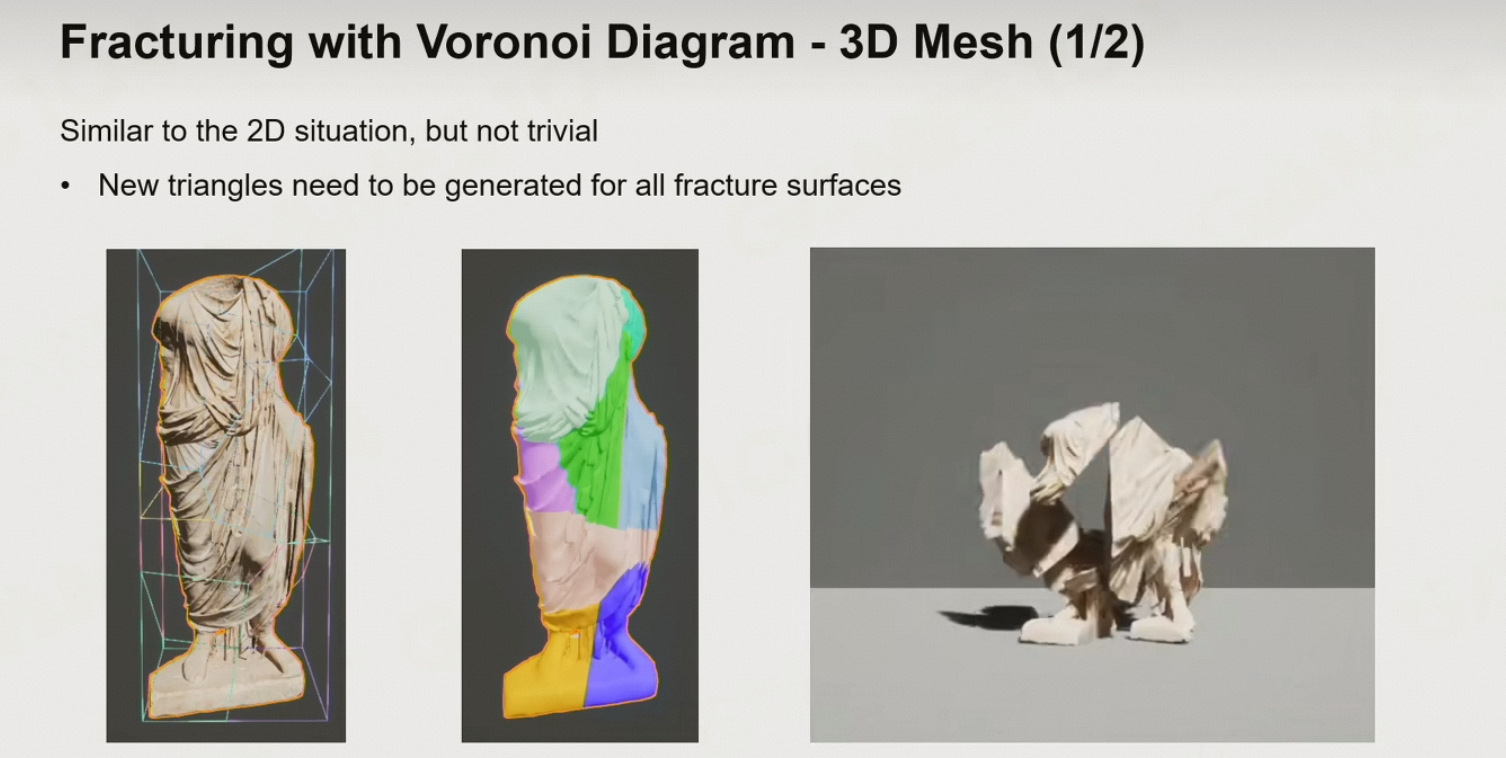 Fracturing with Voronoi Diagram - 3D Mesh (1/2)
Similar to the 2D situation, but not trivial
• New triangles need to be generated for all fracture surfaces